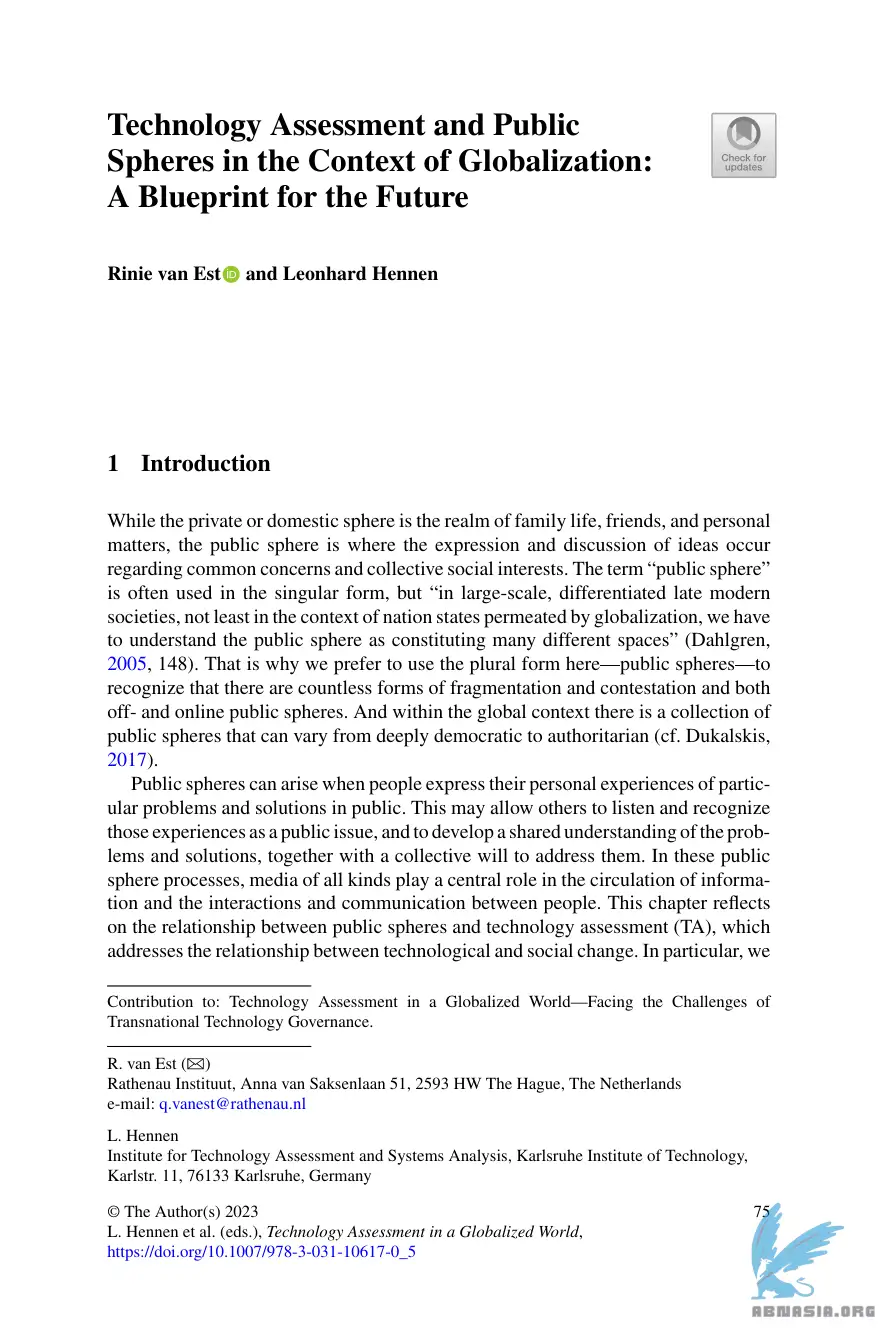 Technology Assessment and Public
Spheres in the Context of Globalization:
A Blueprint for the Future
Check for
updates
Rinie van Est iD and Leonhard Hennen
1 Introduction
While the private or domestic sphere is the realm of family life, friends, and personal
matters, the public sphere is where the expression and discussion of ideas occur
regarding common concerns and collective social interests. The term “public sphere”
is often used in the singular form, but “in large-scale, differentiated late modern
societies, not least in the context of nation states permeated by globalization, we have
to understand the public sphere as constituting many different spaces” (Dahlgren,
2005, 148). That is why we prefer to use the plural form here—public spheres—to
recognize that there are countless forms of fragmentation and contestation and both
off- and online public spheres. And within the global context there is a collection of
public spheres that can vary from deeply democratic to authoritarian (cf. Dukalskis,
2017).
Public spheres can arise when people express their personal experiences of partic-
ular problems and solutions in public. This may allow others to listen and recognize
those experiences as a public issue, and to develop a shared understanding of the prob-
lems and solutions, together with a collective will to address them. In these public
sphere processes, media of all kinds play a central role in the circulation of informa-
tion and the interactions and communication between people. This chapter reflects
on the relationship between public spheres and technology assessment (TA), which
addresses the relationship between technological and social change. In particular, we
Contribution to: Technology Assessment in a Globalized World—Facing the Challenges of
Transnational Technology Governance.
R. van Est (✉)
Rathenau Instituut, Anna van Saksenlaan 51, 2593 HW The Hague, The Netherlands
e-mail: q.vanest@rathenau.nl
L. Hennen
Institute for Technology Assessment and Systems Analysis, Karlsruhe Institute of Technology,
Karlstr. 11, 76133 Karlsruhe, Germany
© The Author(s) 2023
75
L. Hennen et al. (eds.), Technology Assessment in a Globalized World,
https://doi.org/10.1007/978-3-031-10617-0_5
ABNASIA.ORG